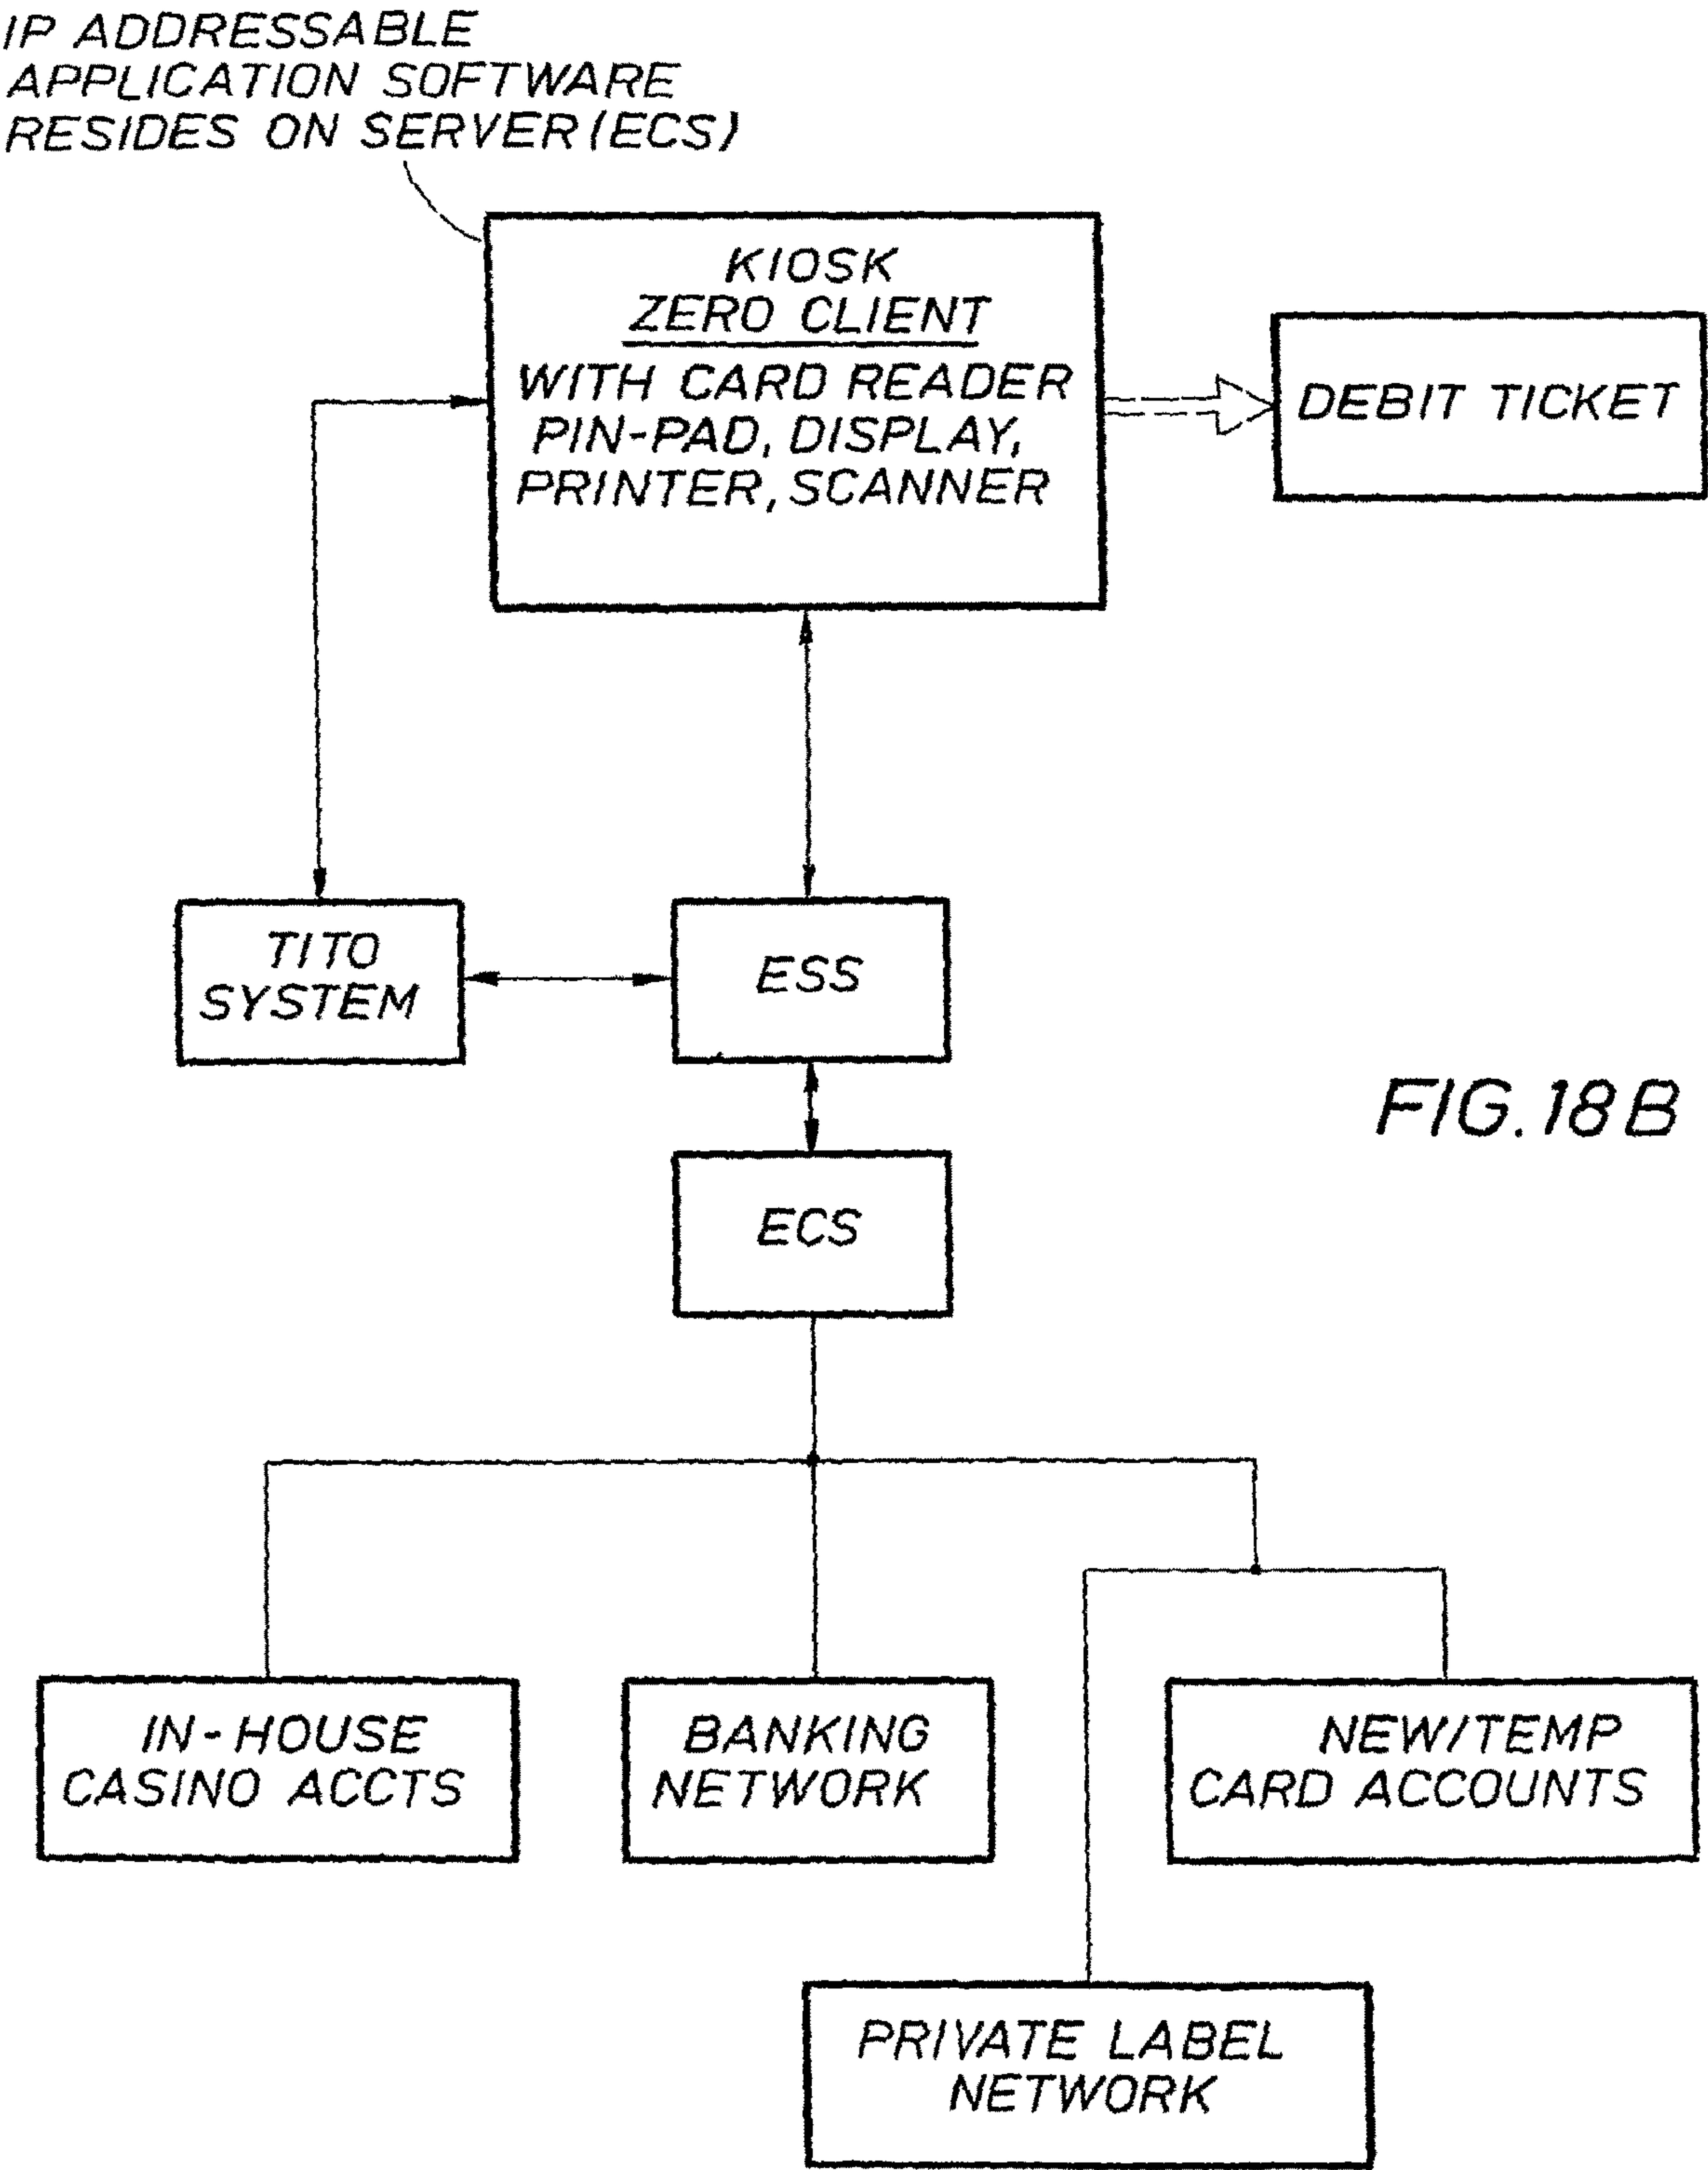 IP ADDRESSABLE
APPLICATION SOFTWARE
RESIDES ON SERVER (ECS)
KIOSK
ZERO CLIENT
WITH CARD READER
PIN-PAD, DISPLAY,
PRINTER, SCANNER
DEBIT TICKET
TITO
SYSTEM
ESS
FIG. 18B
ECS
IN-HOUSE
CASINO ACCTS
BANKING
NETWORK
NEW/TEMP
CARD ACCOUNTS
PRIVATE LABEL
NETWORK